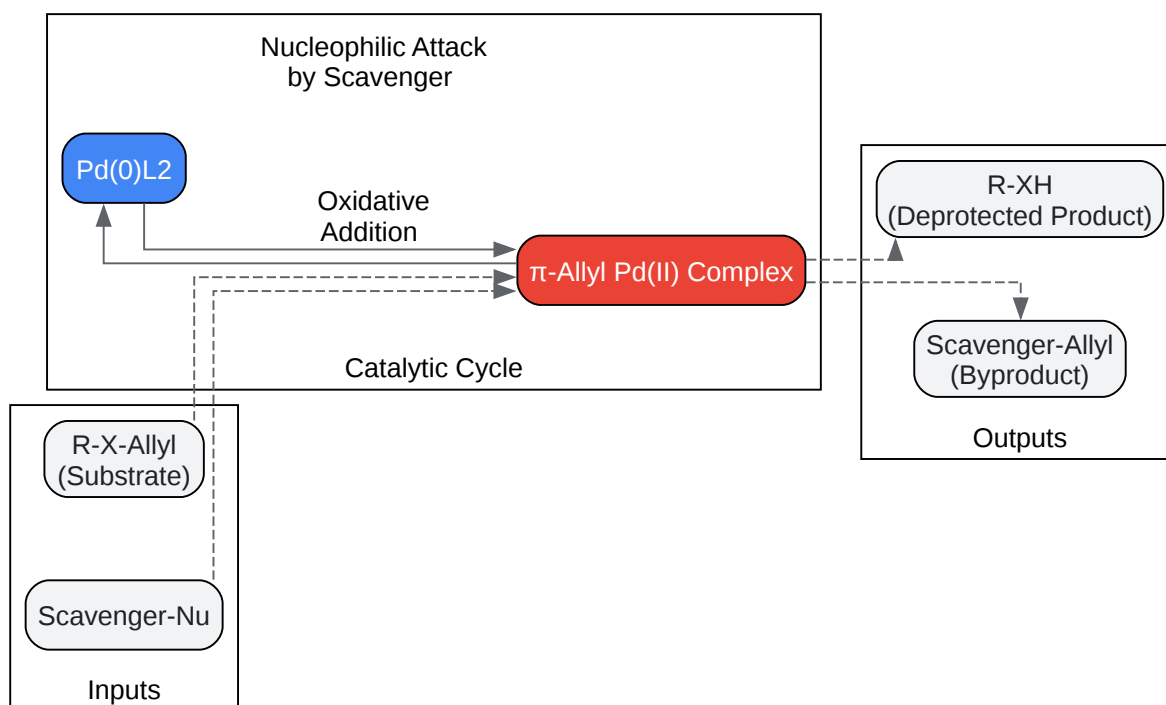 Nucleophilic Attack
by Scavenger
Pd(0)L2
Oxidative
Addition
π-Allyl Pd(II) Complex
Catalytic Cycle
R-XH
(Deprotected Product)
Scavenger-Allyl
(Byproduct)
Outputs
R-X-Allyl
(Substrate)
Scavenger-Nu
Inputs